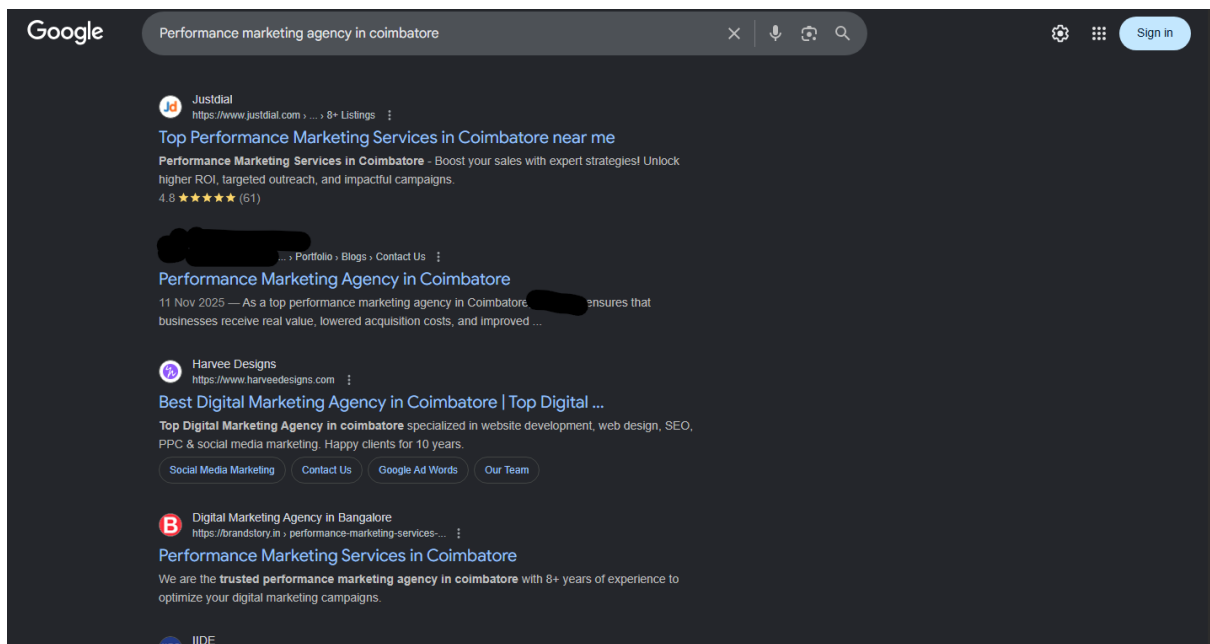 Google
Performance marketing agency in coimbatore
Sign in
Jd
Justdial
https://www.justdial.com › ... › 8+ Listings
Top Performance Marketing Services in Coimbatore near me
Performance Marketing Services in Coimbatore - Boost your sales with expert strategies! Unlock
higher ROI, targeted outreach, and impactful campaigns.
4.8 ★★★★★ (61)
... › Portfolio › Blogs › Contact Us
Performance Marketing Agency in Coimbatore
11 Nov 2025 — As a top performance marketing agency in Coimbatore ensures that
businesses receive real value, lowered acquisition costs, and improved ...
Harvee Designs
https://www.harveedesigns.com
Best Digital Marketing Agency in Coimbatore | Top Digital ...
Top Digital Marketing Agency in coimbatore specialized in website development, web design, SEO,
PPC & social media marketing. Happy clients for 10 years.
Social Media Marketing Contact Us Google Ad Words Our Team
B
Digital Marketing Agency in Bangalore
https://brandstory.in › performance-marketing-services-...
Performance Marketing Services in Coimbatore
We are the trusted performance marketing agency in coimbatore with 8+ years of experience to
optimize your digital marketing campaigns.
IIDE